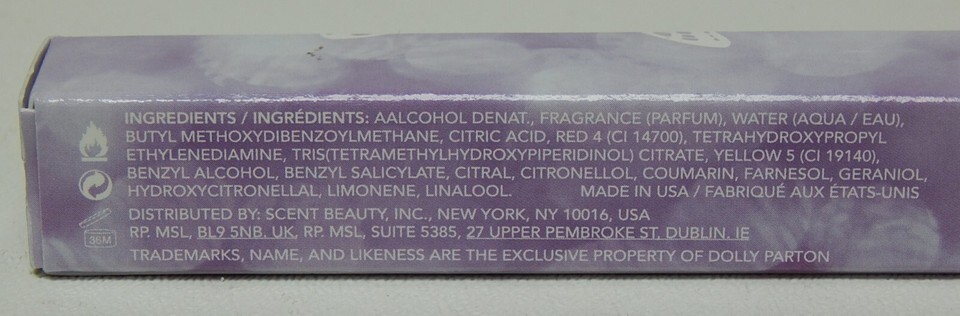 INGREDIENTS / INGRÉDIENTS: AALCOHOL DENAT., FRAGRANCE (PARFUM), WATER (AQUA / EAU),
BUTYL METHOXYDIBENZOYLMETHANE, CITRIC ACID, RED 4 (CI 14700), TETRAHYDROXYPROPYL
ETHYLENEDIAMINE, TRIS(TETRAMETHYLHYDROXYPIPERIDINOL) CITRATE, YELLOW 5 (CI 19140),
BENZYL ALCOHOL, BENZYL SALICYLATE, CITRAL, CITRONELLOL, COUMARIN, FARNESOL, GERANIOL,
HYDROXYCITRONELLAL, LIMONENE, LINALOOL. MADE IN USA / FABRIQUÉ AUX ÉTATS-UNIS
DISTRIBUTED BY: SCENT BEAUTY, INC., NEW YORK, NY 10016, USA
36M RP. MSL, BL9 5NB. UK, RP. MSL, SUITE 5385, 27 UPPER PEMBROKE ST. DUBLIN. IE
TRADEMARKS, NAME, AND LIKENESS ARE THE EXCLUSIVE PROPERTY OF DOLLY PARTON